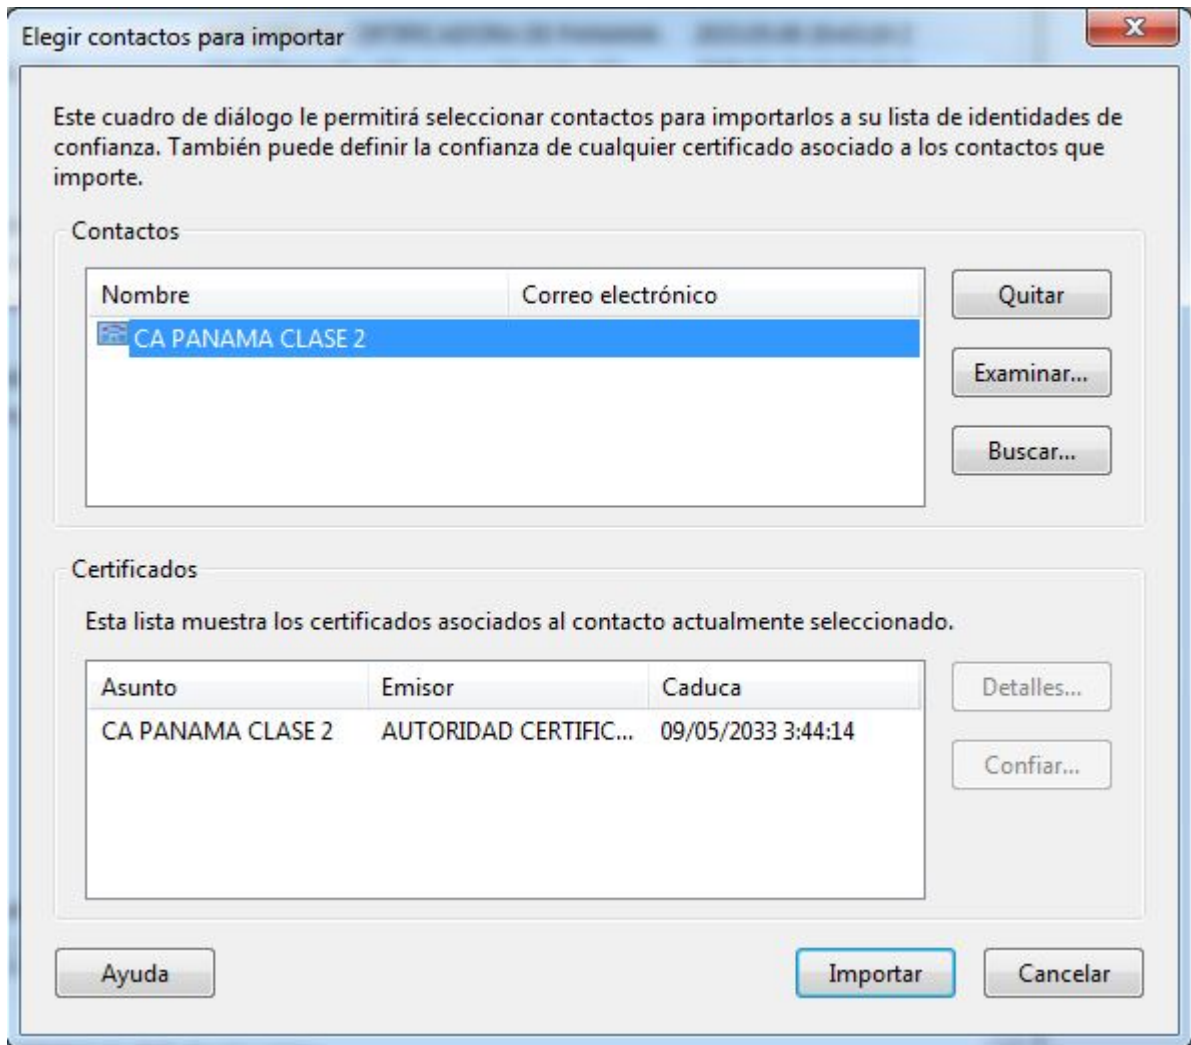 Elegir contactos para importar
Este cuadro de diálogo le permitirá seleccionar contactos para importarlos a su lista de identidades de
confianza. También puede definir la confianza de cualquier certificado asociado a los contactos que
importe.
Contactos
Nombre Correo electrónico
CA PANAMA CLASE 2
Quitar
Examinar...
Buscar...
Certificados
Esta lista muestra los certificados asociados al contacto actualmente seleccionado.
Asunto Emisor Caduca
CA PANAMA CLASE 2 AUTORIDAD CERTIFIC... 09/05/2033 3:44:14
Detalles...
Confiar...
Ayuda Importar Cancelar